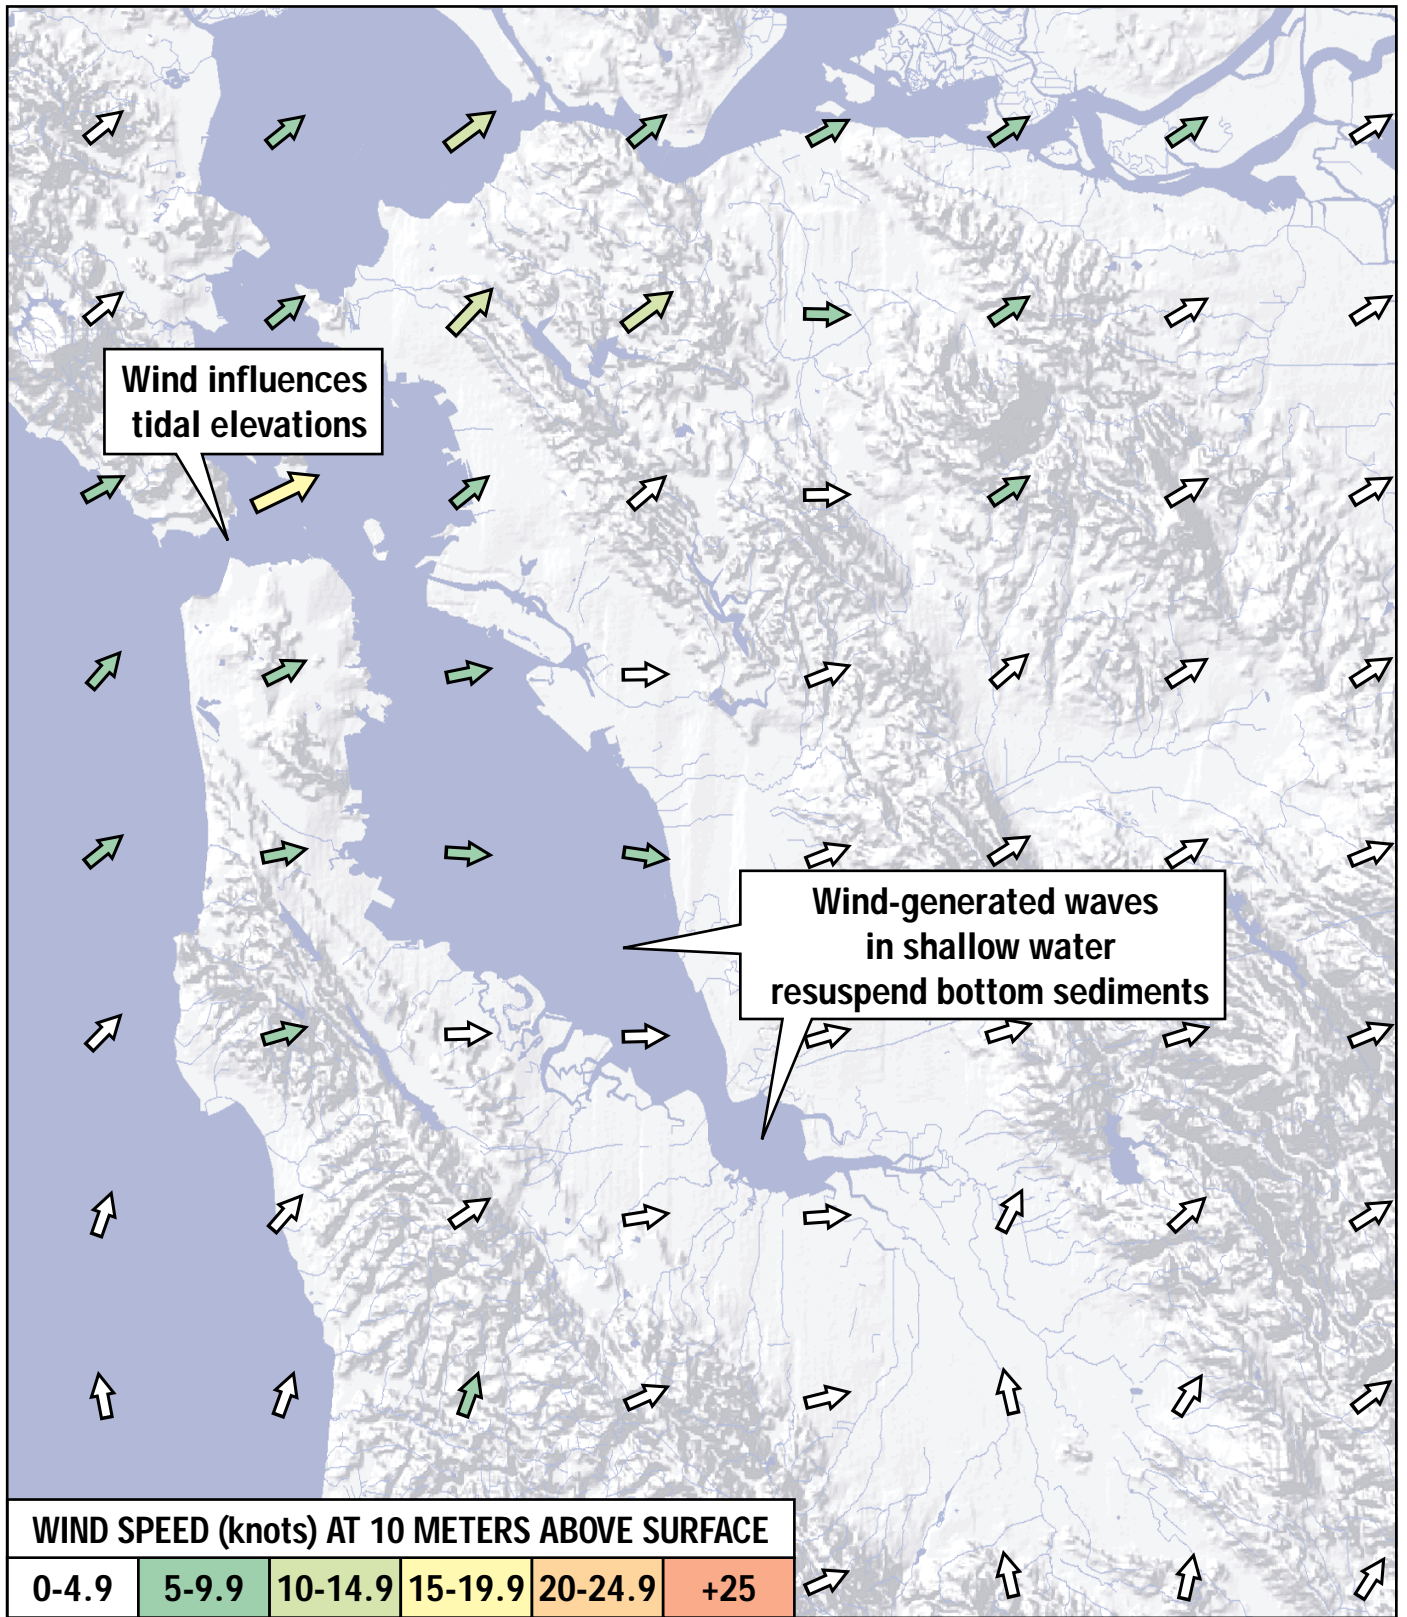 Wind influences
tidal elevations
Wind-generated waves
in shallow water
resuspend bottom sediments
WIND SPEED (knots) AT 10 METERS ABOVE SURFACE
0-4.9 5-9.9 10-14.9 15-19.9 20-24.9 +25